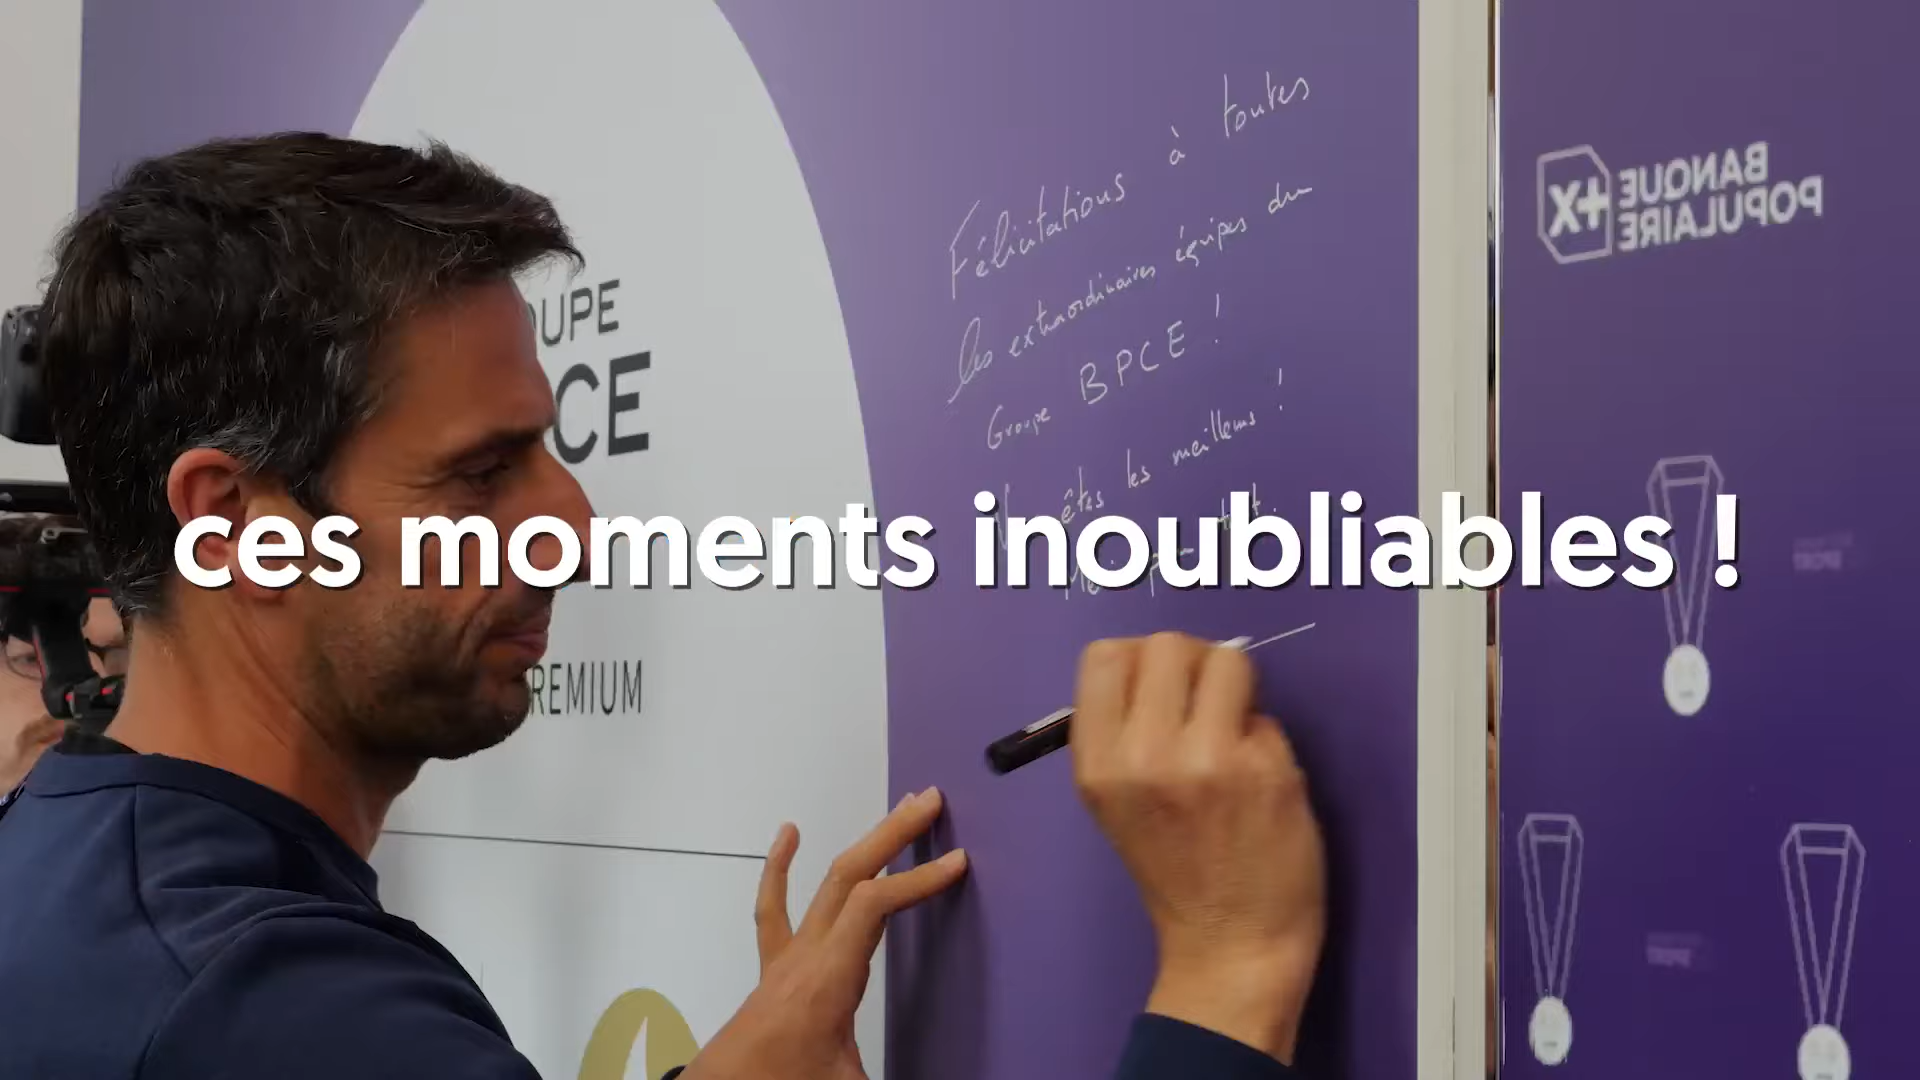 OUPE
CE
REMIUM
Félicitations à toutes
les extraordinaires équipes du
Groupe BPCE !
êtes les meilleurs !
ces moments inoubliables !
BANQUE
POPULAIRE